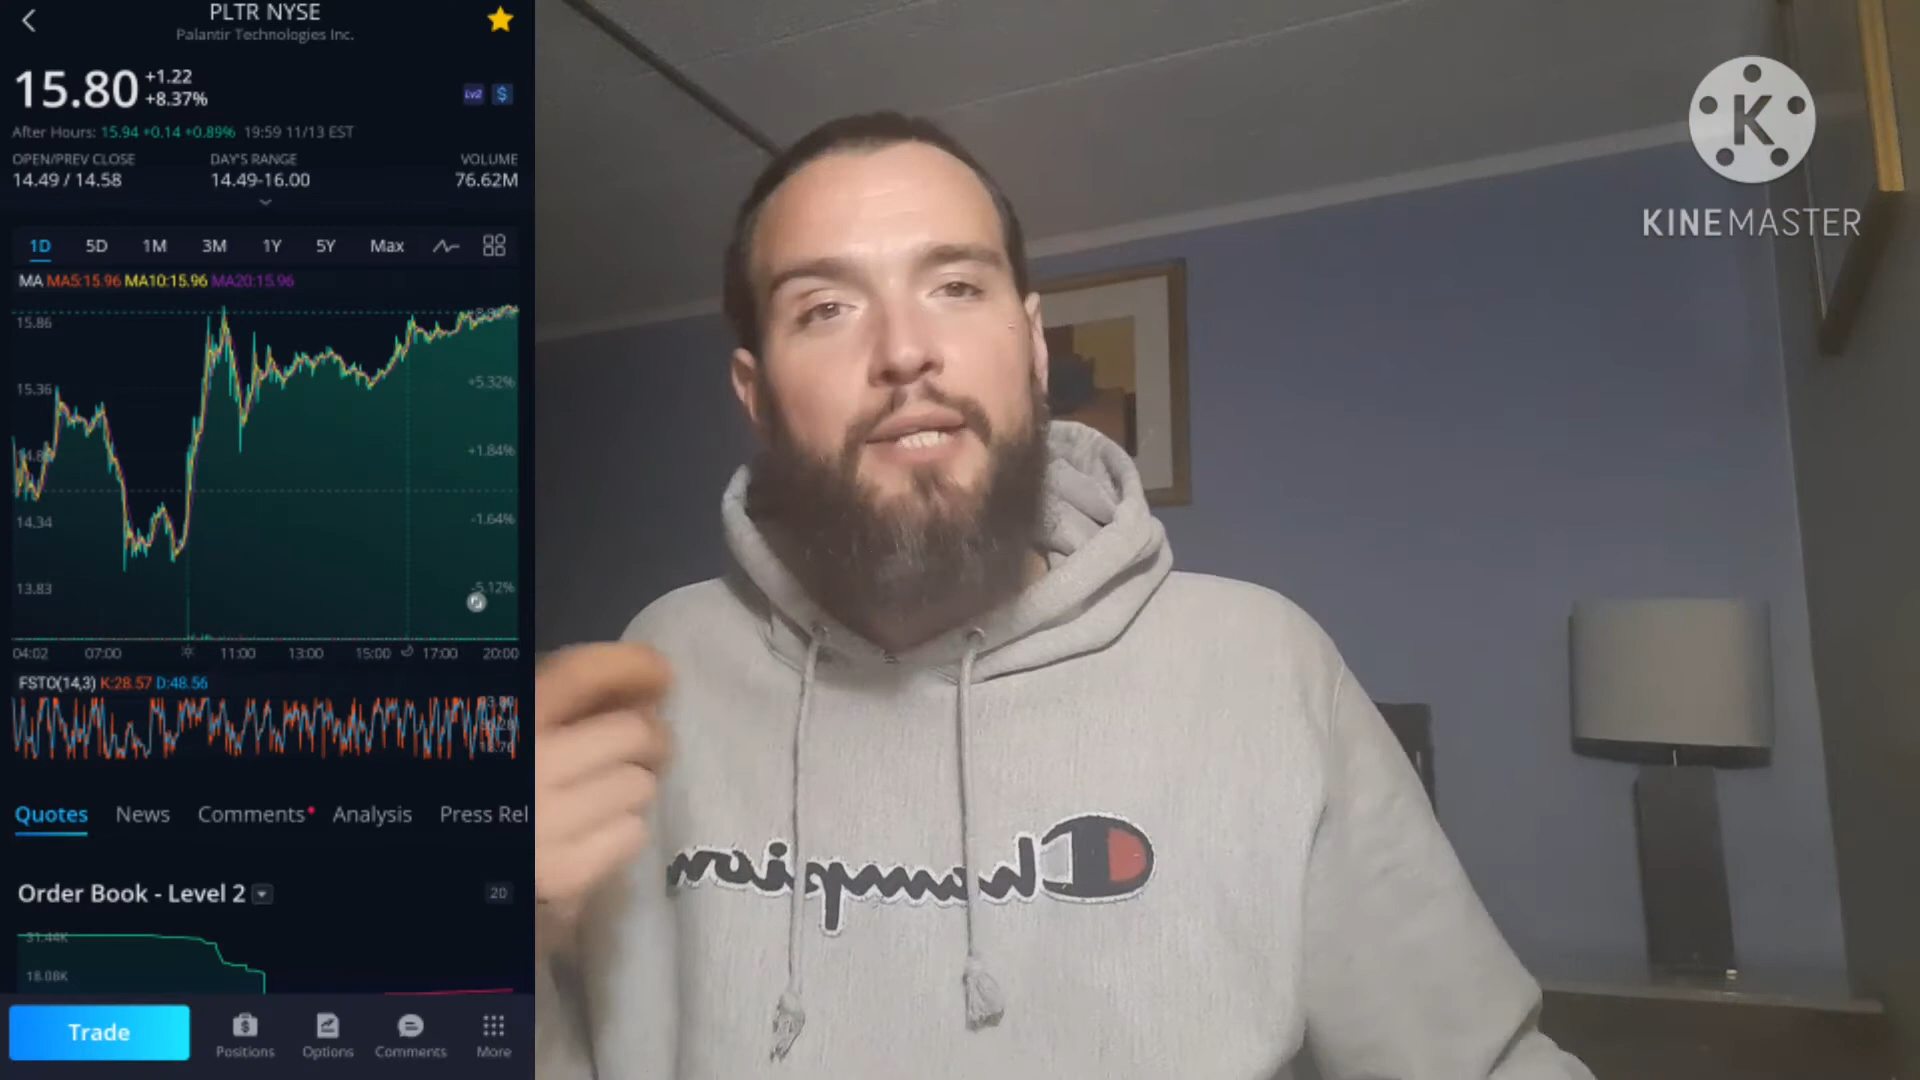 PLTR NYSE
Palantir Technologies Inc.
15.80
+1.22
+8.37%
LV2 $
After Hours: 15.94 +0.14 +0.89% 19:59 11/13 EST
OPEN/PREV CLOSE DAY'S RANGE VOLUME
14.49 / 14.58 14.49-16.00 76.62M
1D 5D 1M 3M 1Y 5Y Max
MA MA5:15.96 MA10:15.96 MA20:15.96
15.86
15.36 +5.32%
+1.84%
14.34 -1.64%
13.83 -5.12%
04:02 07:00 11:00 13:00 15:00 17:00 20:00
FSTO(14,3) K:28.57 D:48.56
Quotes News Comments Analysis Press Rel
Order Book - Level 2 20
31.44K
18.08K
Trade
Positions Options Comments More
K
KINEMASTER
Champion